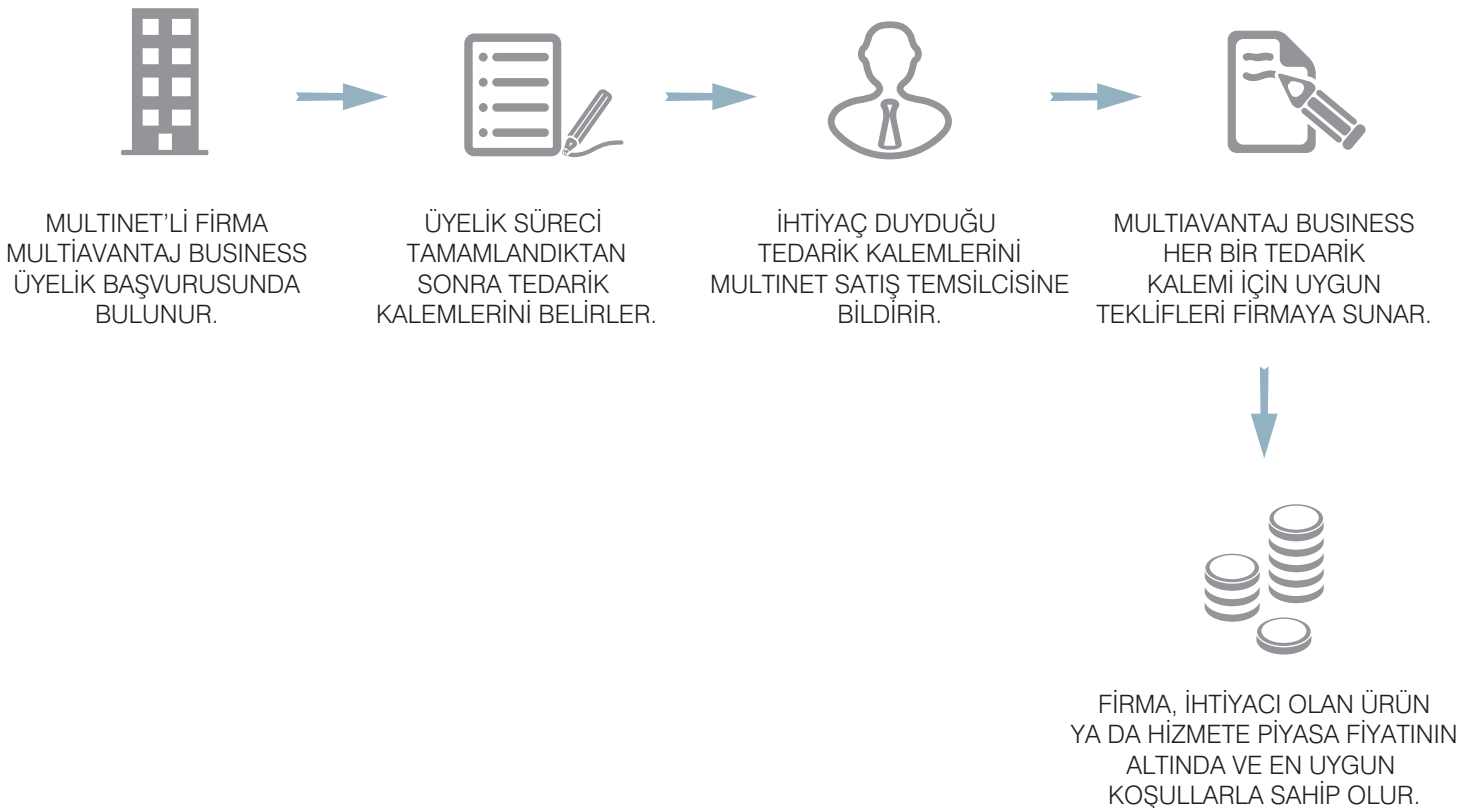 MULTINET’Lİ FİRMA
MULTİAVANTAJ BUSINESS
ÜYELİK BAŞVURUSUNDA
BULUNUR.
ÜYELİK SÜRECİ
TAMAMLANDIKTAN
SONRA TEDARİK
KALEMLERİNİ BELİRLER.
İHTİYAÇ DUYDUĞU
TEDARİK KALEMLERİNİ
MULTINET SATIŞ TEMSİLCİSİNE
BİLDİRİR.
MULTIAVANTAJ BUSINESS
HER BİR TEDARİK
KALEMİ İÇİN UYGUN
TEKLİFLERİ FİRMAYA SUNAR.
FİRMA, İHTİYACI OLAN ÜRÜN
YA DA HİZMETE PİYASA FİYATININ
ALTINDA VE EN UYGUN
KOŞULLARLA SAHİP OLUR.